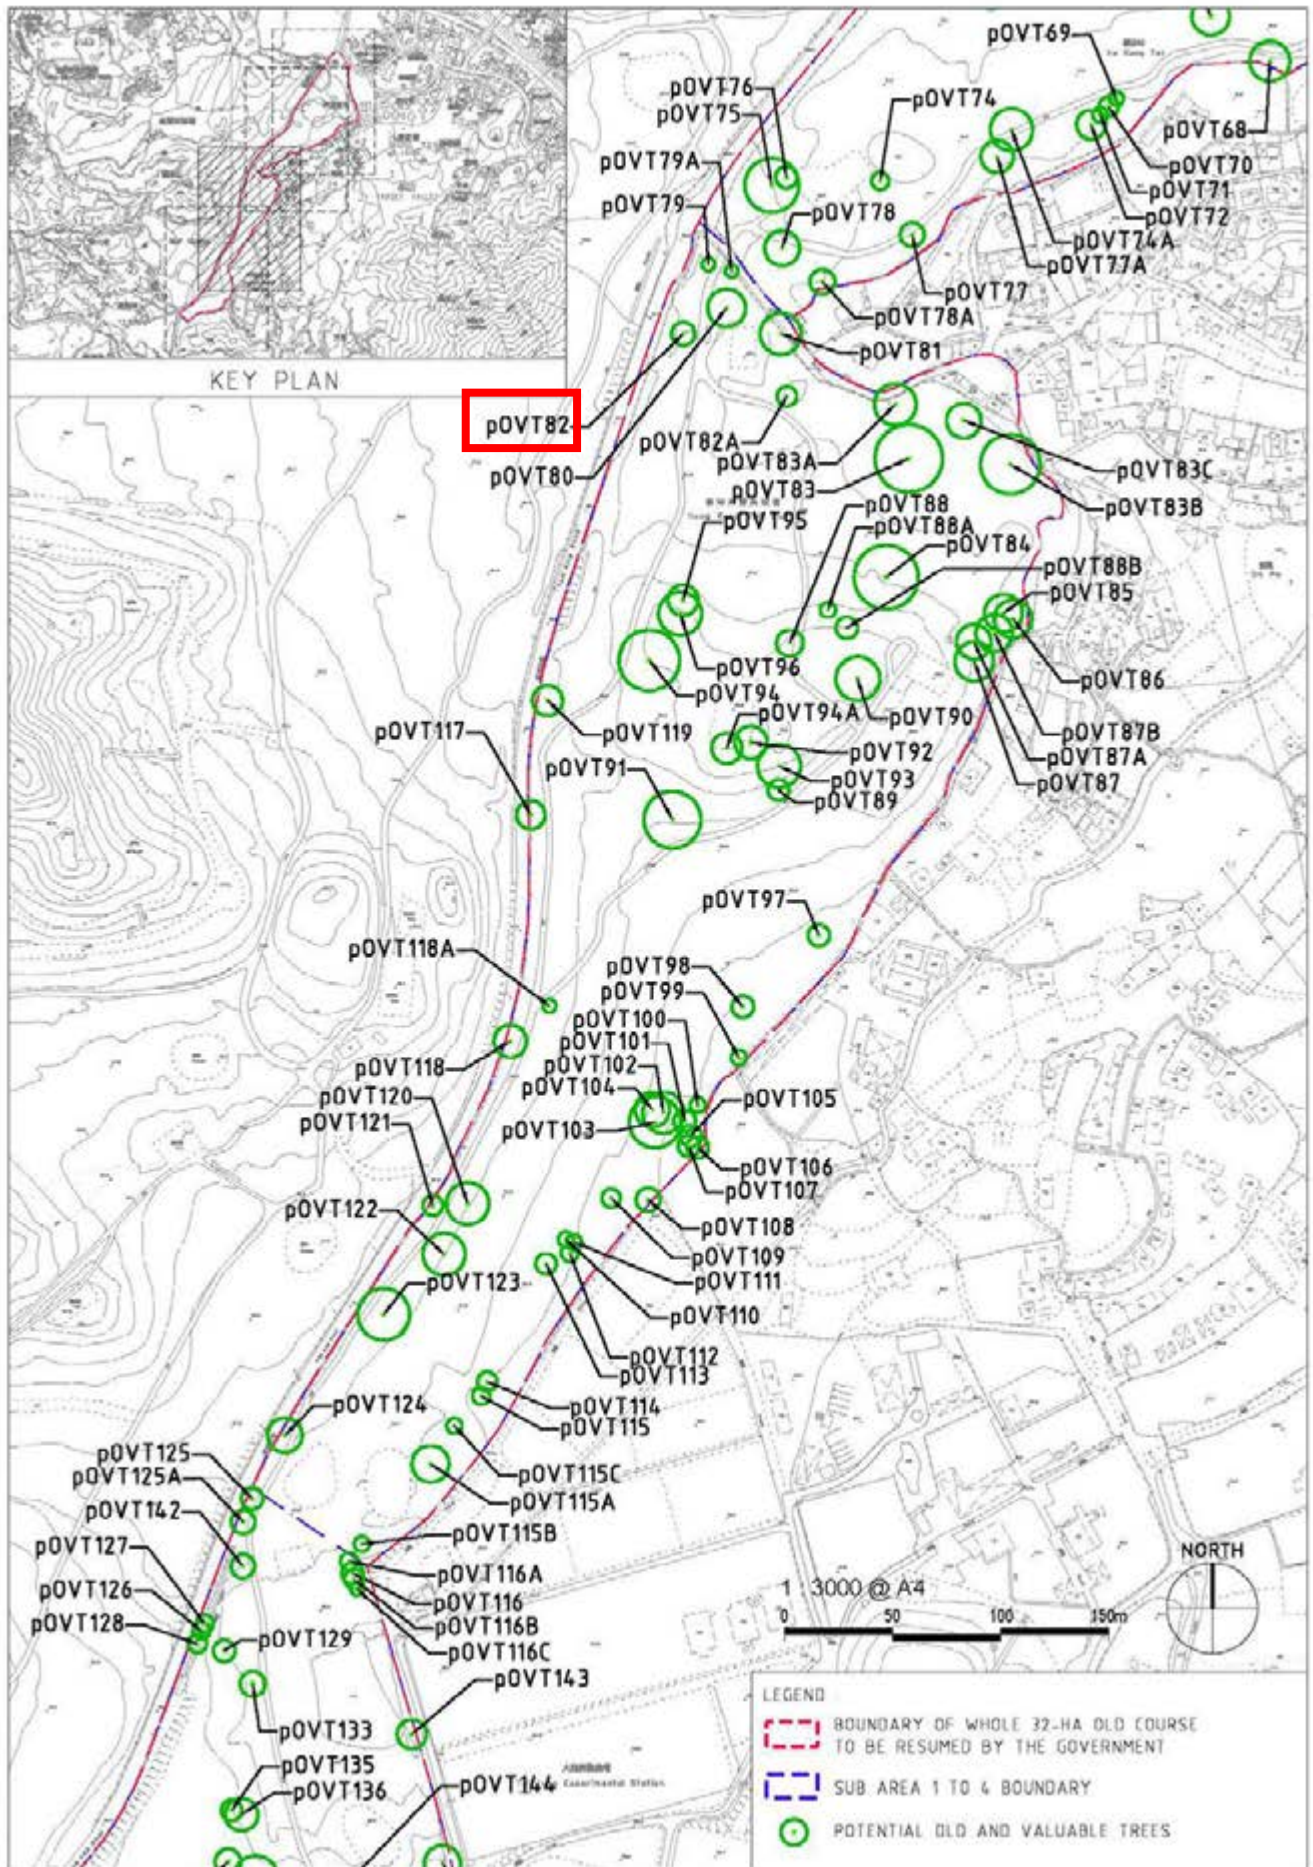 KEY PLAN
pOVT69
pOVT76
pOVT75
pOVT74
pOVT79A
pOVT68
pOVT70
pOVT71
pOVT72
pOVT79
pOVT78
pOVT74A
pOVT77A
pOVT77
pOVT78A
pOVT81
pOVT82
pOVT82A
pOVT80
pOVT83A
pOVT83
pOVT83C
pOVT83B
pOVT88
pOVT95
pOVT88A
pOVT84
pOVT88B
pOVT85
pOVT96
pOVT86
pOVT94
pOVT94A
pOVT90
pOVT119
pOVT117
pOVT87B
pOVT92
pOVT87A
pOVT91
pOVT93
pOVT87
pOVT89
pOVT97
pOVT118A
pOVT98
pOVT99
pOVT100
pOVT101
pOVT102
pOVT118
pOVT104
pOVT120
pOVT105
pOVT121
pOVT103
pOVT106
pOVT107
pOVT122
pOVT108
pOVT109
pOVT111
pOVT123
pOVT110
pOVT112
pOVT113
pOVT124
pOVT114
pOVT115
pOVT125
pOVT125A
pOVT115C
pOVT115A
pOVT142
pOVT115B
pOVT127
pOVT116A
pOVT126
pOVT116
pOVT128
pOVT116B
pOVT129
pOVT116C
pOVT143
pOVT133
pOVT135
pOVT136
pOVT144
Experimental Station
NORTH
1 : 3000 @ A4
0 50 100 150m
LEGEND
BOUNDARY OF WHOLE 32-HA OLD COURSE
TO BE RESUMED BY THE GOVERNMENT
SUB AREA 1 TO 4 BOUNDARY
POTENTIAL OLD AND VALUABLE TREES